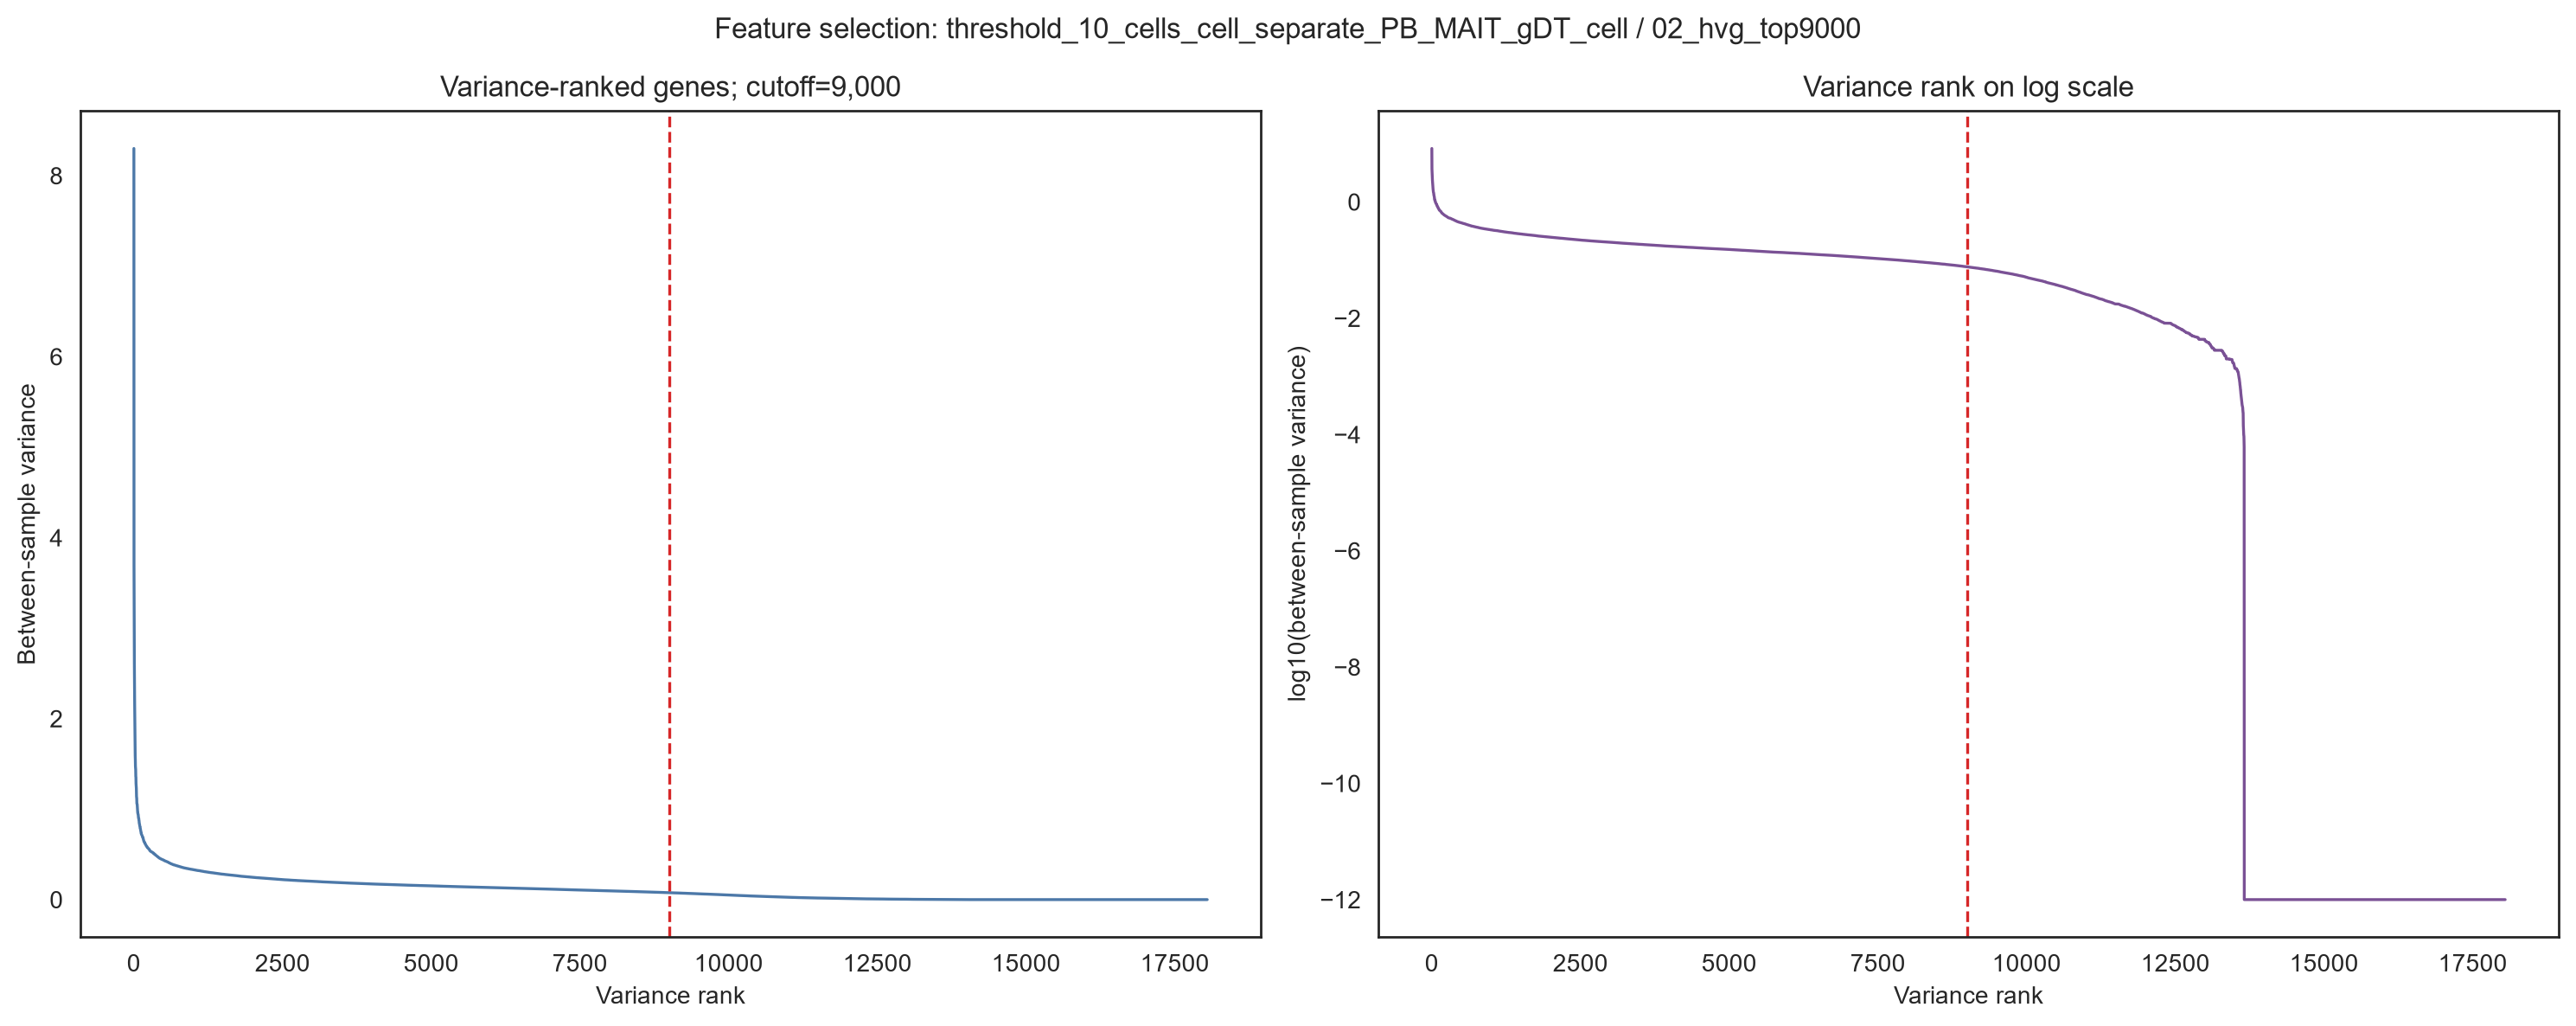 Feature selection: threshold_10_cells_cell_separate_PB_MAIT_gDT_cell / 02_hvg_top9000
Variance-ranked genes; cutoff=9,000
Between-sample variance
8
6
4
2
0
0 2500 5000 7500 10000 12500 15000 17500
Variance rank
Variance rank on log scale
log10(between-sample variance)
0
−2
−4
−6
−8
−10
−12
0 2500 5000 7500 10000 12500 15000 17500
Variance rank